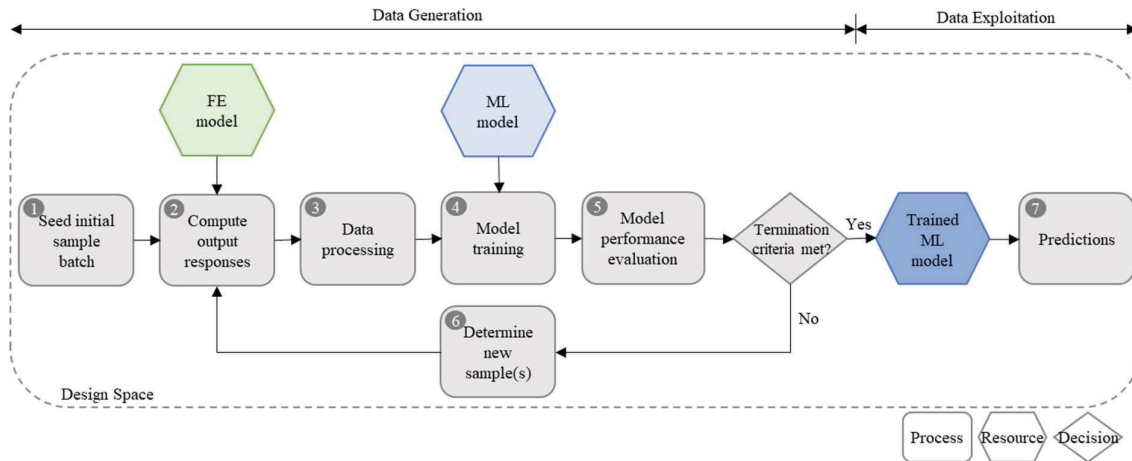 Data Generation
Data Exploitation
FE
model
ML
model
1
Seed initial
sample
batch
2
Compute
output
responses
3
Data
processing
4
Model
training
5
Model
performance
evaluation
Termination
criteria met?
Yes
Trained
ML
model
7
Predictions
No
6
Determine
new
sample(s)
Design Space
Process
Resource
Decision